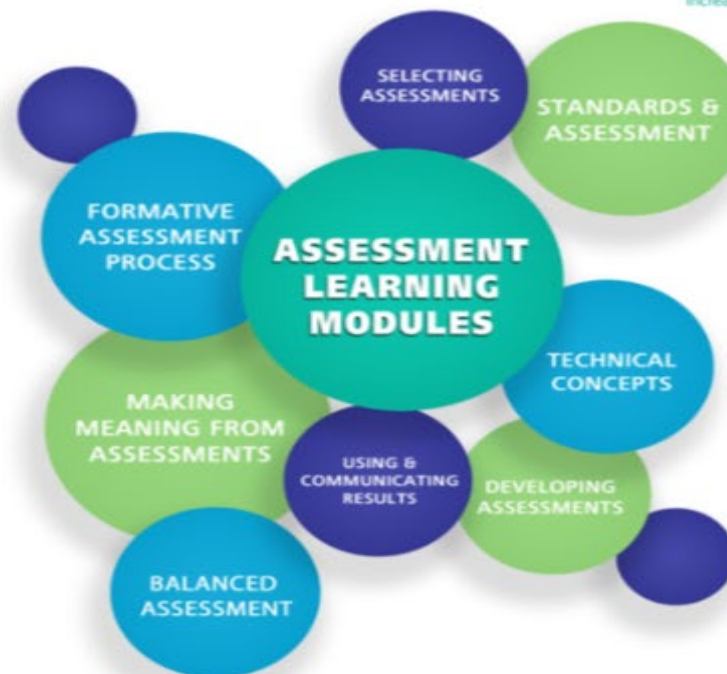 SELECTING
ASSESSMENTS
STANDARDS &
ASSESSMENT
FORMATIVE
ASSESSMENT
PROCESS
ASSESSMENT
LEARNING
MODULES
TECHNICAL
CONCEPTS
MAKING
MEANING FROM
ASSESSMENTS
USING &
COMMUNICATING
RESULTS
DEVELOPING
ASSESSMENTS
BALANCED
ASSESSMENT